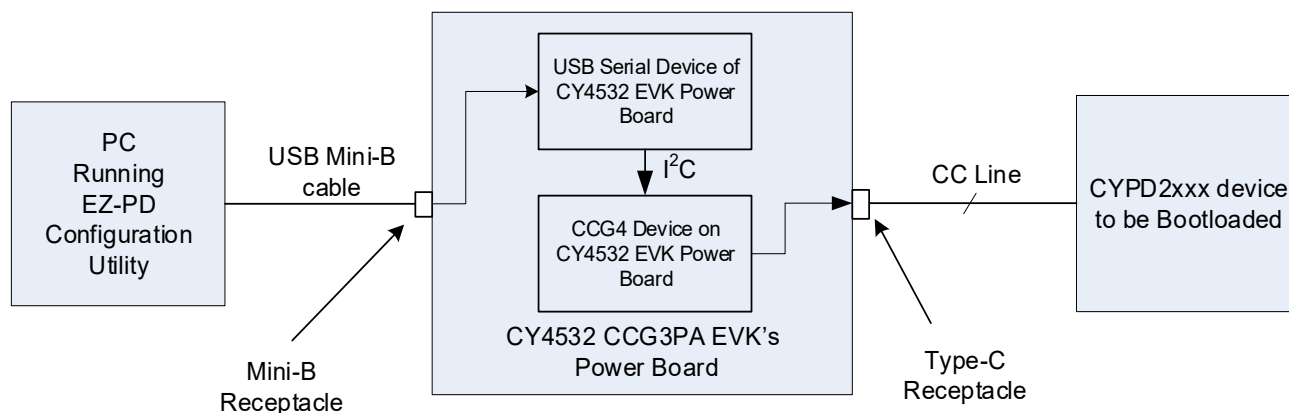 PC
Running
EZ-PD
Configuration
Utility
USB Mini-B
cable
Mini-B
Receptacle
USB Serial Device of
CY4532 EVK Power
Board
I²C
CCG4 Device on
CY4532 EVK Power
Board
CY4532 CCG3PA EVK's
Power Board
CC Line
Type-C
Receptacle
CYPD2xxx device
to be Bootloaded